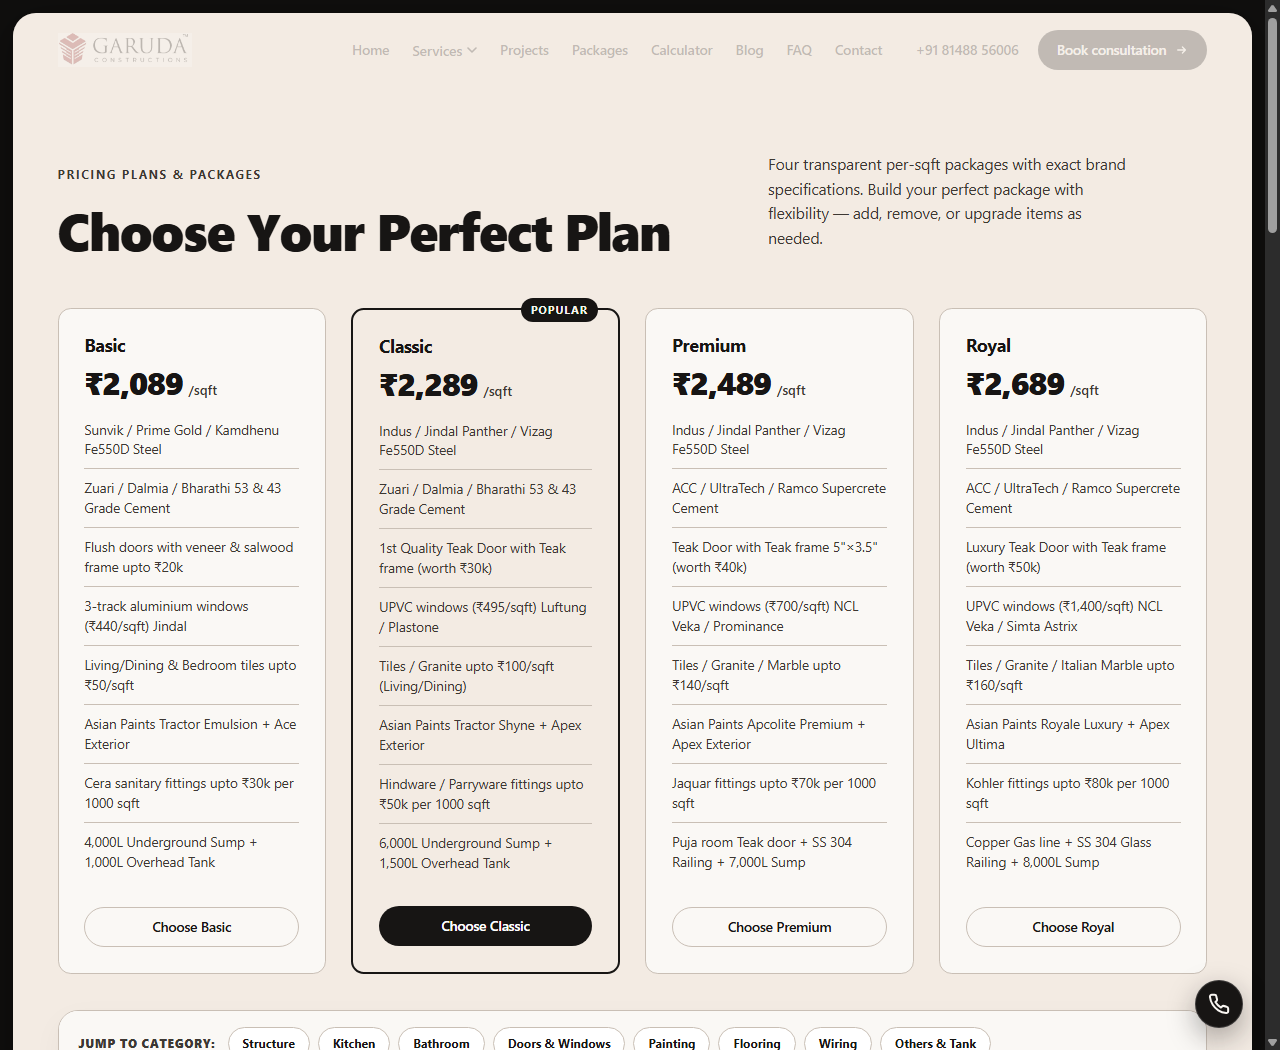 GARUDA™
CONSTRUCTIONS
Home Services Projects Packages Calculator Blog FAQ Contact +91 81488 56006 Book consultation →
PRICING PLANS & PACKAGES
Choose Your Perfect Plan
Four transparent per-sqft packages with exact brand
specifications. Build your perfect package with
flexibility — add, remove, or upgrade items as
needed.
Basic
₹2,089 /sqft
Sunvik / Prime Gold / Kamdhenu
Fe550D Steel
Zuari / Dalmia / Bharathi 53 & 43
Grade Cement
Flush doors with veneer & salwood
frame upto ₹20k
3-track aluminium windows
(₹440/sqft) Jindal
Living/Dining & Bedroom tiles upto
₹50/sqft
Asian Paints Tractor Emulsion + Ace
Exterior
Cera sanitary fittings upto ₹30k per
1000 sqft
4,000L Underground Sump +
1,000L Overhead Tank
Choose Basic
POPULAR
Classic
₹2,289 /sqft
Indus / Jindal Panther / Vizag
Fe550D Steel
Zuari / Dalmia / Bharathi 53 & 43
Grade Cement
1st Quality Teak Door with Teak
frame (worth ₹30k)
UPVC windows (₹495/sqft) Luftung
/ Plastone
Tiles / Granite upto ₹100/sqft
(Living/Dining)
Asian Paints Tractor Shyne + Apex
Exterior
Hindware / Parryware fittings upto
₹50k per 1000 sqft
6,000L Underground Sump +
1,500L Overhead Tank
Choose Classic
Premium
₹2,489 /sqft
Indus / Jindal Panther / Vizag
Fe550D Steel
ACC / UltraTech / Ramco Supercrete
Cement
Teak Door with Teak frame 5"×3.5"
(worth ₹40k)
UPVC windows (₹700/sqft) NCL
Veka / Prominance
Tiles / Granite / Marble upto
₹140/sqft
Asian Paints Apcolite Premium +
Apex Exterior
Jaquar fittings upto ₹70k per 1000
sqft
Puja room Teak door + SS 304
Railing + 7,000L Sump
Choose Premium
Royal
₹2,689 /sqft
Indus / Jindal Panther / Vizag
Fe550D Steel
ACC / UltraTech / Ramco Supercrete
Cement
Luxury Teak Door with Teak frame
(worth ₹50k)
UPVC windows (₹1,400/sqft) NCL
Veka / Simta Astrix
Tiles / Granite / Italian Marble upto
₹160/sqft
Asian Paints Royale Luxury + Apex
Ultima
Kohler fittings upto ₹80k per 1000
sqft
Copper Gas line + SS 304 Glass
Railing + 8,000L Sump
Choose Royal
JUMP TO CATEGORY: Structure Kitchen Bathroom Doors & Windows Painting Flooring Wiring Others & Tank